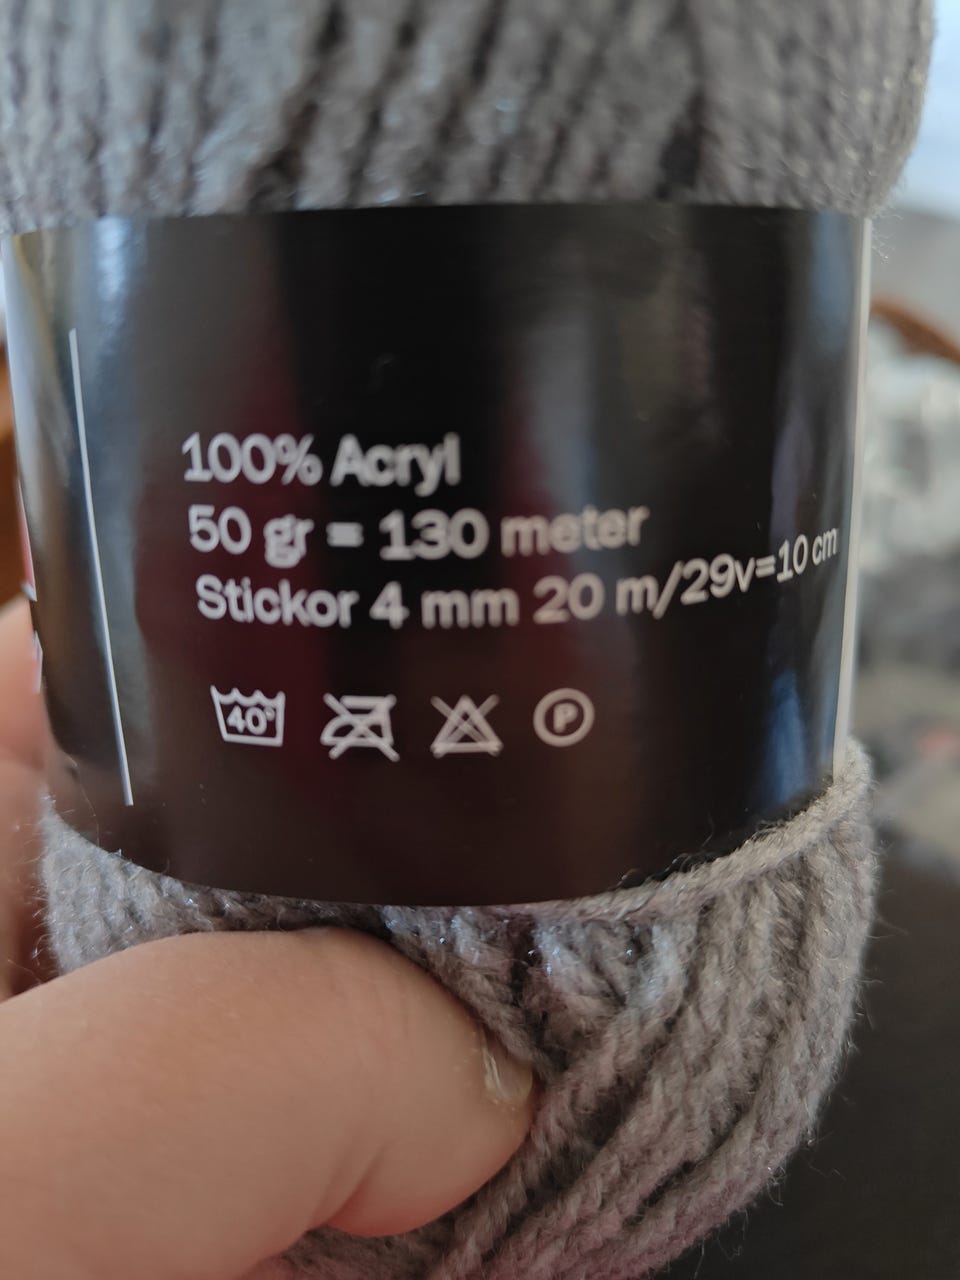 100% Acryl
50 gr = 130 meter
Stickor 4 mm 20 m/29v=10 cm
40°
P